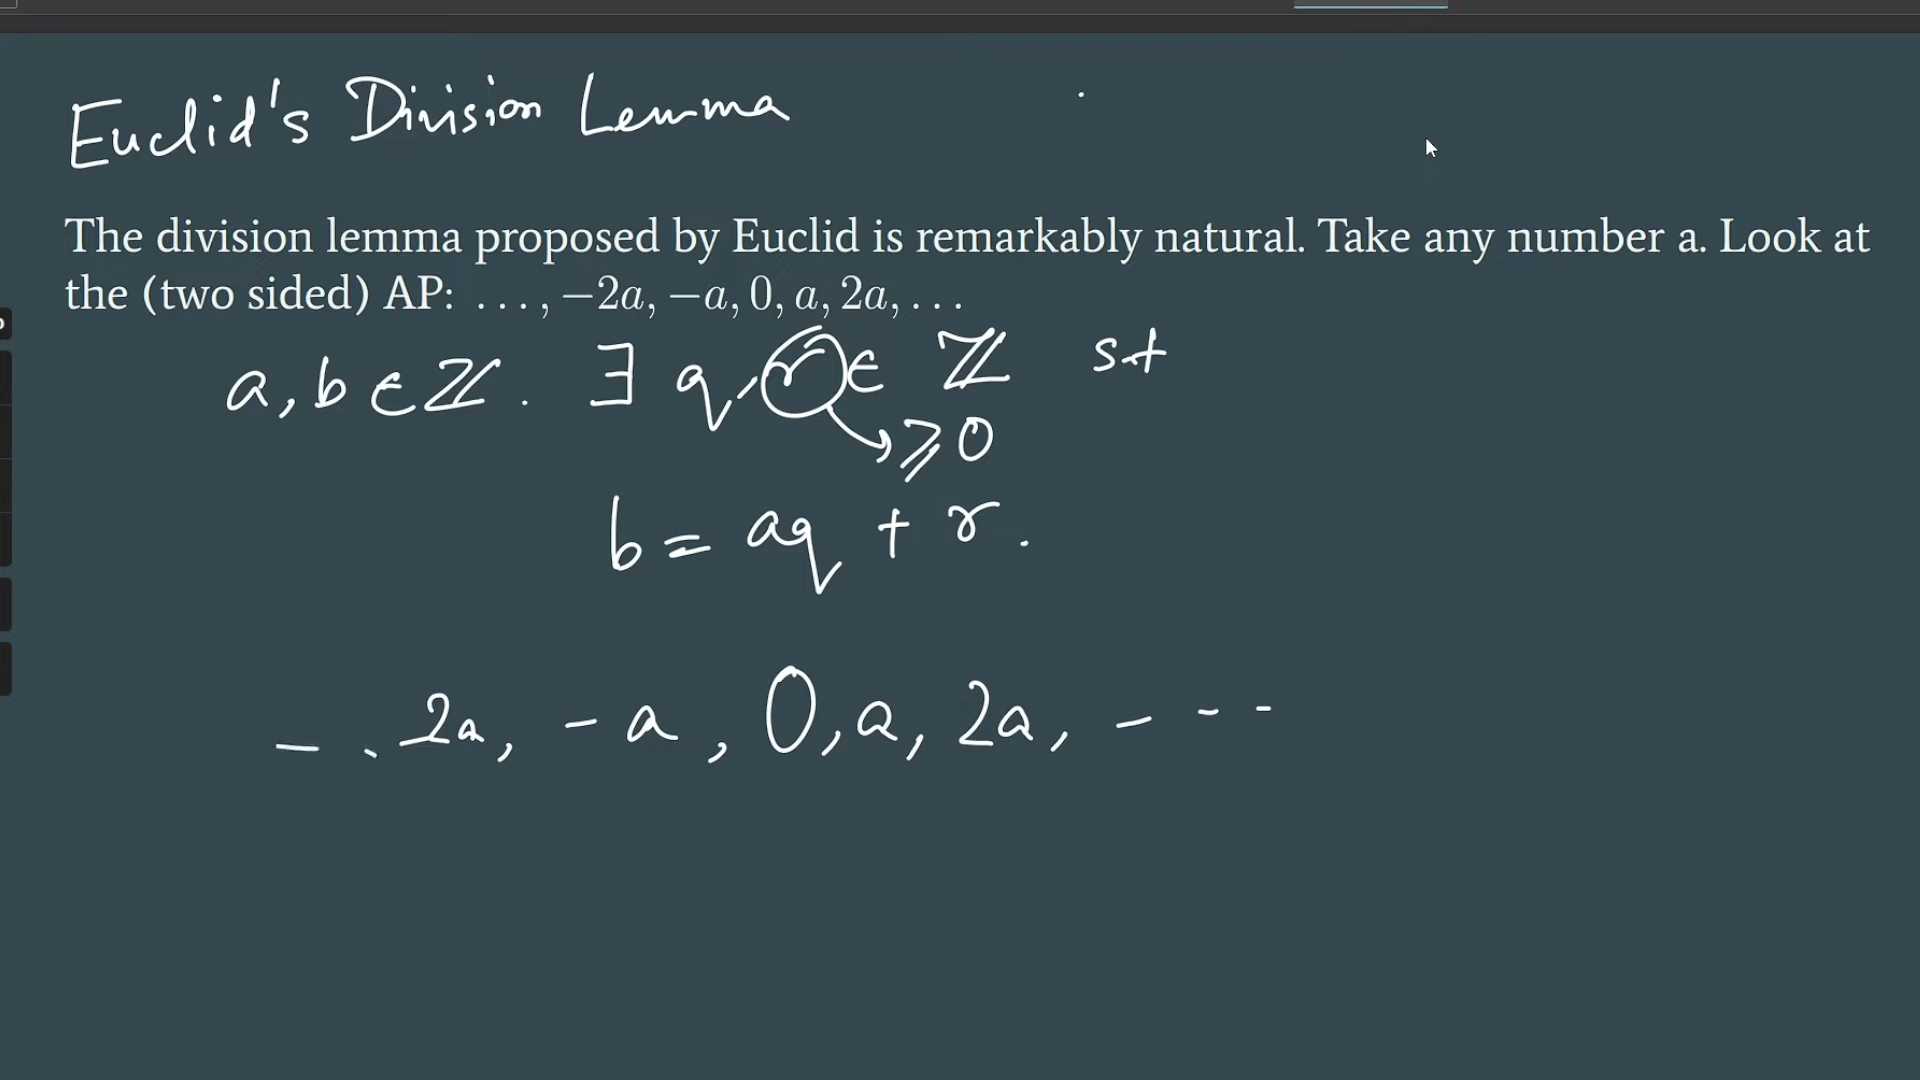 Euclid's Division Lemma
The division lemma proposed by Euclid is remarkably natural. Take any number a. Look at
the (two sided) AP: ..., −2a, −a, 0, a, 2a, ...
a, b ∈ ℤ. ∃ q, r ∈ ℤ st
⩾ 0
b = aq + r.
– . 2a, – a, 0, a, 2a, – - -